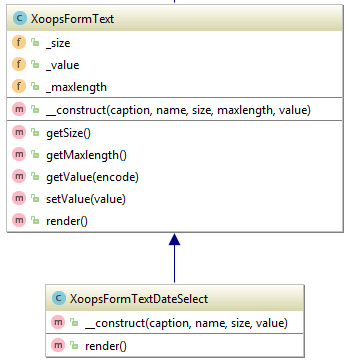 C XoopsFormText
f _size
f _value
f _maxlength
m __construct(caption, name, size, maxlength, value)
m getSize()
m getMaxlength()
m getValue(encode)
m setValue(value)
m render()
C XoopsFormTextDateSelect
m __construct(caption, name, size, value)
m render()